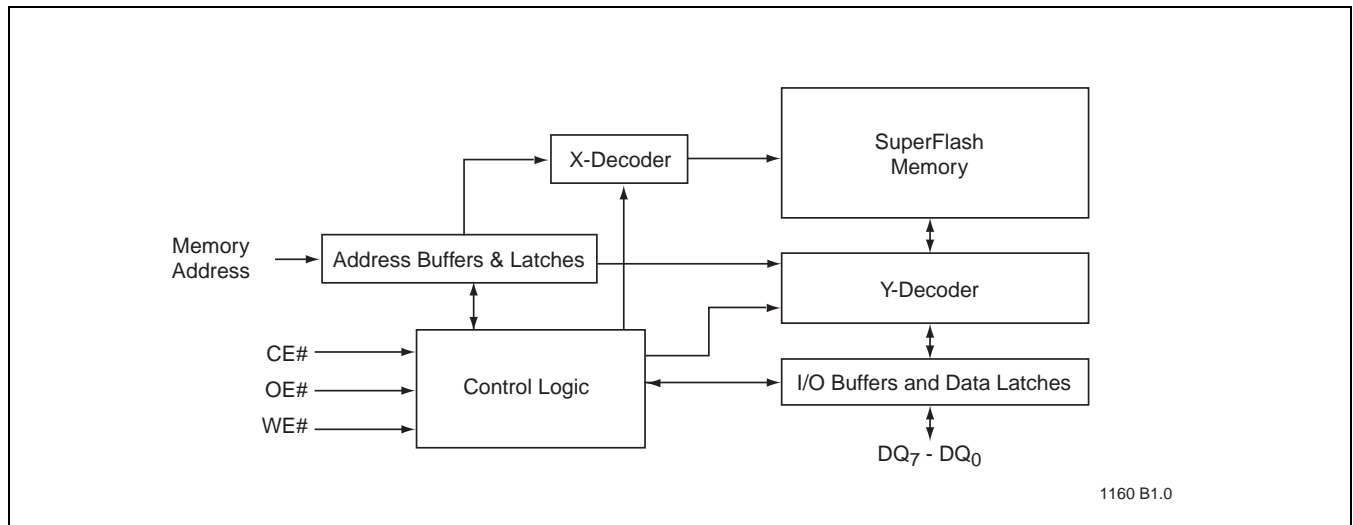 SuperFlash
Memory
X-Decoder
Memory
Address
Address Buffers & Latches
Y-Decoder
CE#
OE#
WE#
Control Logic
I/O Buffers and Data Latches
DQ7 - DQ0
1160 B1.0